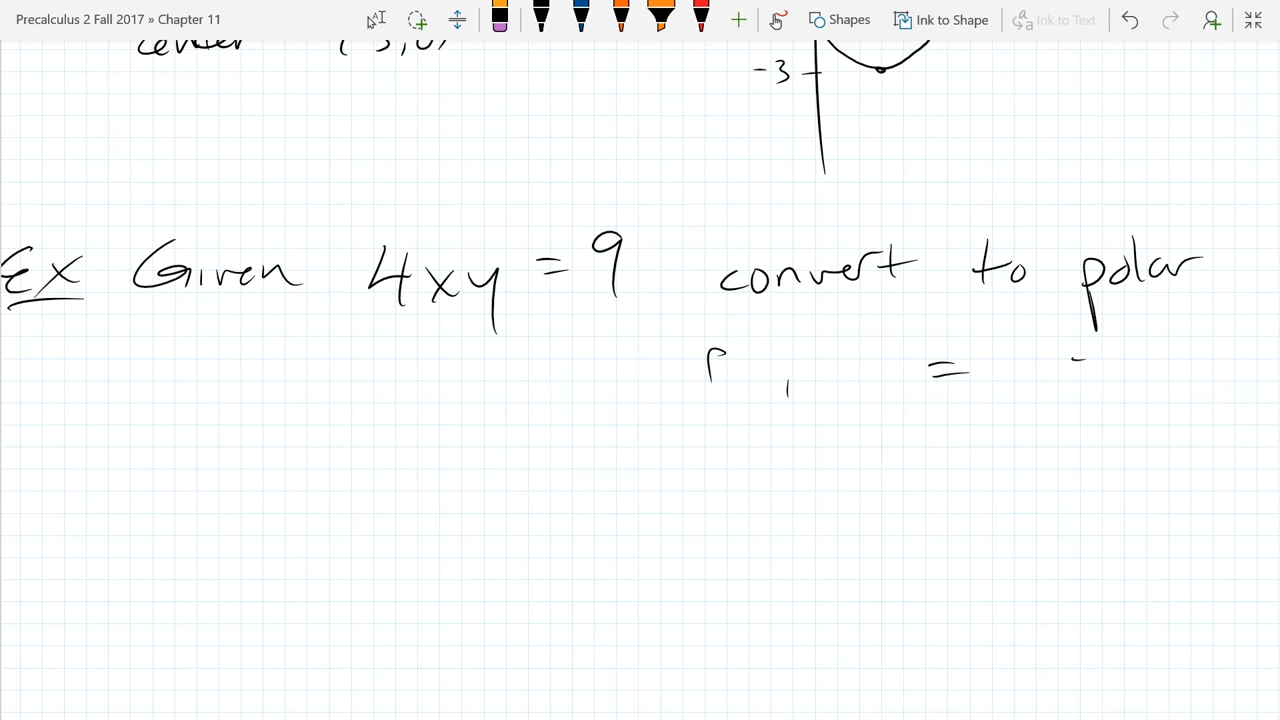 Precalculus 2 Fall 2017 » Chapter 11
Shapes
Ink to Shape
Ink to Text
center
-3
Ex Given 4xy = 9 convert to polar
=